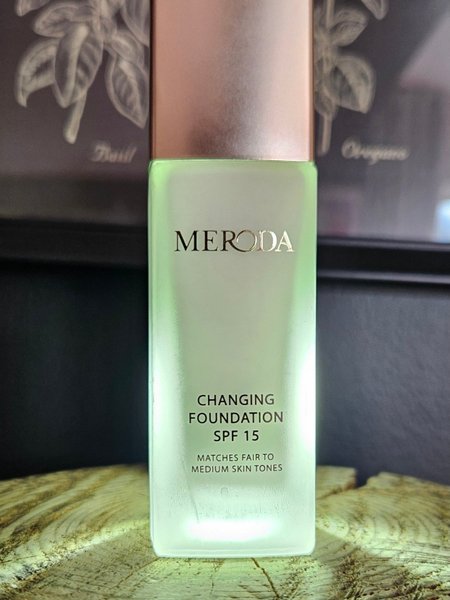 Basil
Oregano
MERODA
CHANGING
FOUNDATION
SPF 15
MATCHES FAIR TO
MEDIUM SKIN TONES